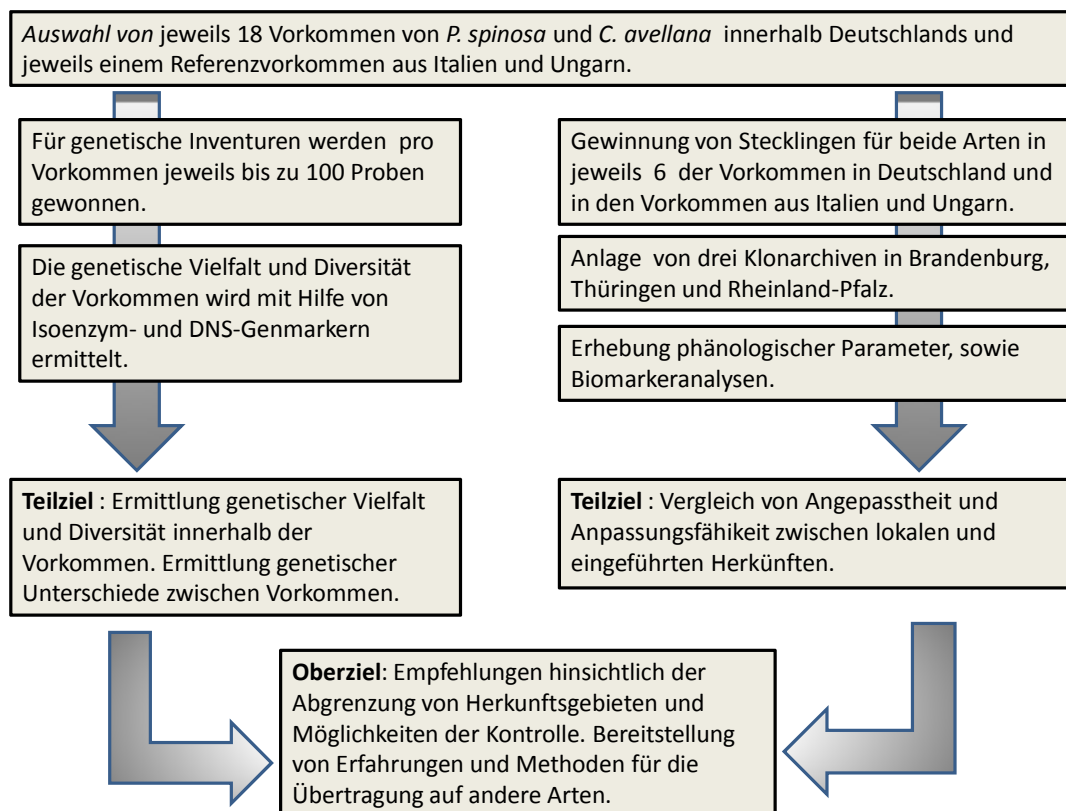 Auswahl von jeweils 18 Vorkommen von P. spinosa und C. avellana innerhalb Deutschlands und
jeweils einem Referenzvorkommen aus Italien und Ungarn.
Für genetische Inventuren werden pro
Vorkommen jeweils bis zu 100 Proben
gewonnen.
Die genetische Vielfalt und Diversität
der Vorkommen wird mit Hilfe von
Isoenzym- und DNS-Genmarkern
ermittelt.
Teilziel : Ermittlung genetischer Vielfalt
und Diversität innerhalb der
Vorkommen. Ermittlung genetischer
Unterschiede zwischen Vorkommen.
Gewinnung von Stecklingen für beide Arten in
jeweils 6 der Vorkommen in Deutschland und
in den Vorkommen aus Italien und Ungarn.
Anlage von drei Klonarchiven in Brandenburg,
Thüringen und Rheinland-Pfalz.
Erhebung phänologischer Parameter, sowie
Biomarkeranalysen.
Teilziel : Vergleich von Angepasstheit und
Anpassungsfähikeit zwischen lokalen und
eingeführten Herkünften.
Oberziel: Empfehlungen hinsichtlich der
Abgrenzung von Herkunftsgebieten und
Möglichkeiten der Kontrolle. Bereitstellung
von Erfahrungen und Methoden für die
Übertragung auf andere Arten.